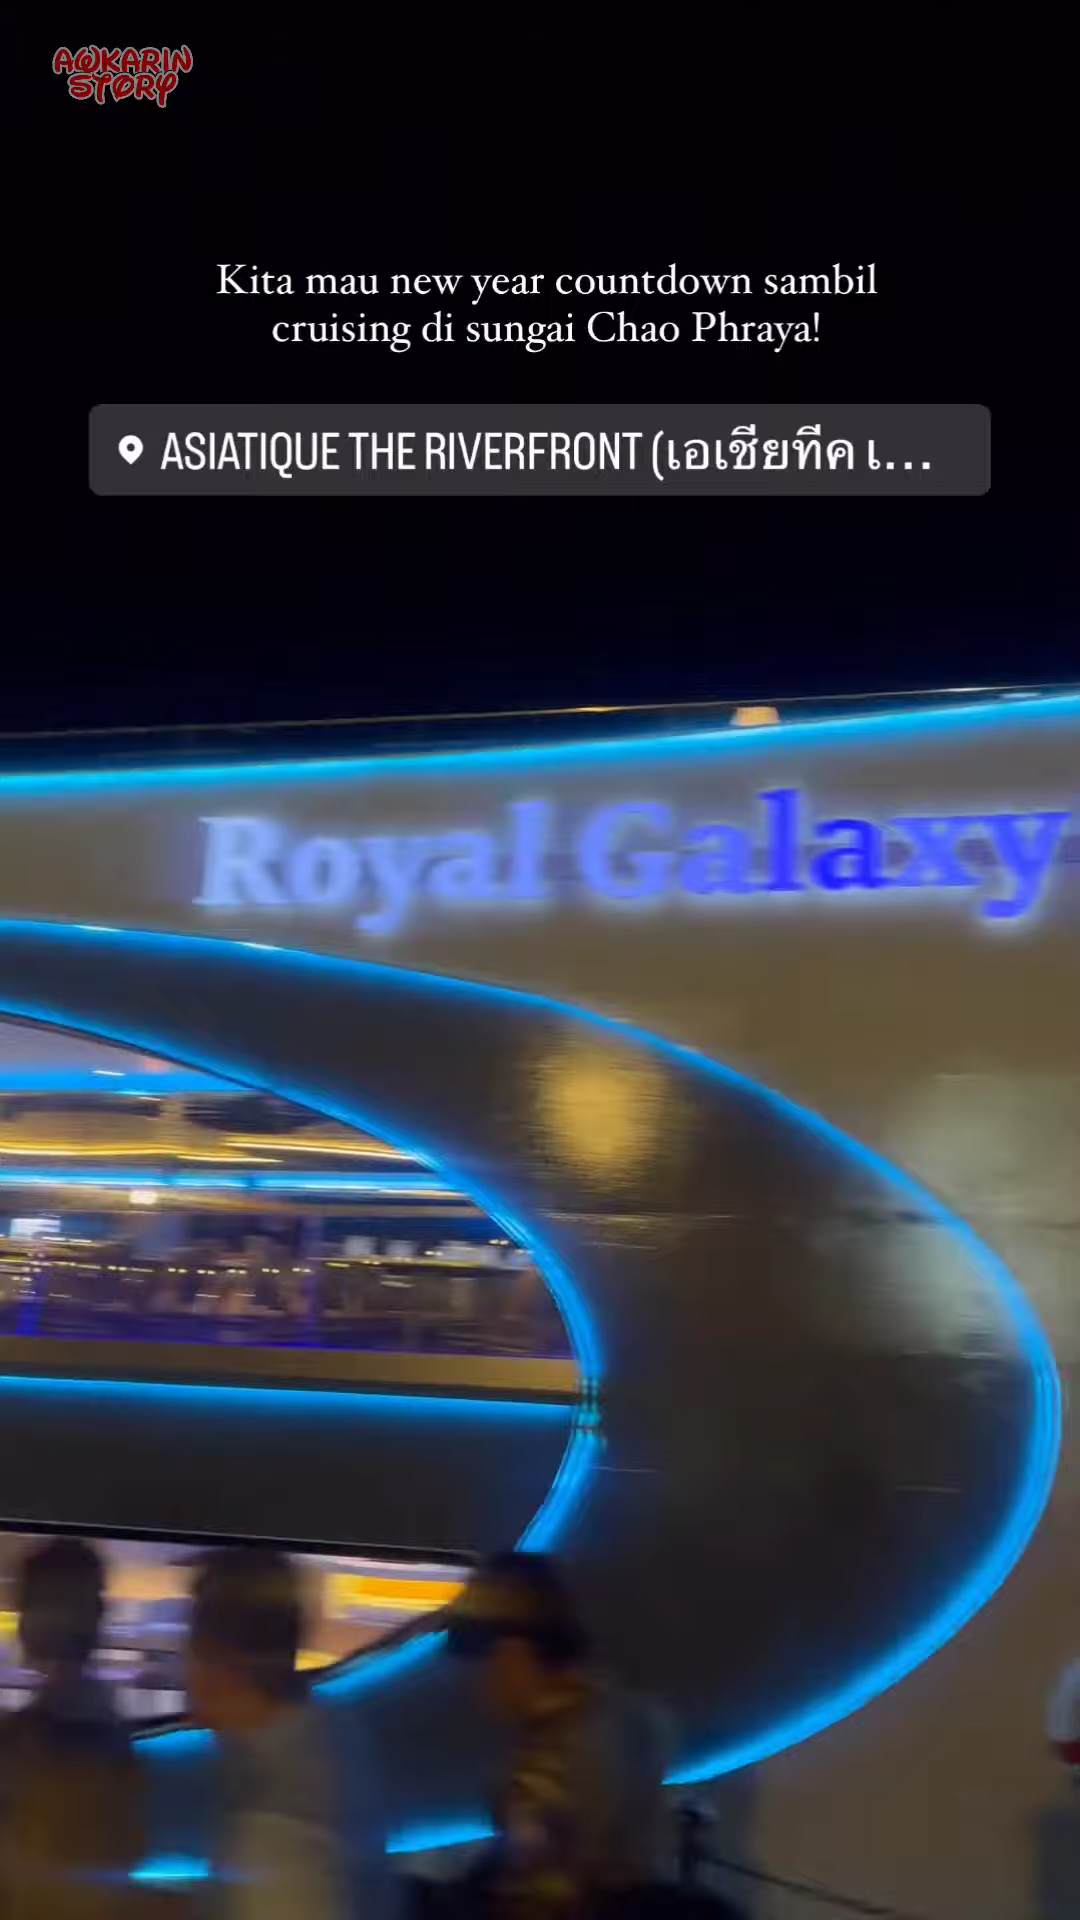 AWKARIN
STORY
Kita mau new year countdown sambil
cruising di sungai Chao Phraya!
ASIATIQUE THE RIVERFRONT (เอเชียทีค เ...
Royal Galaxy